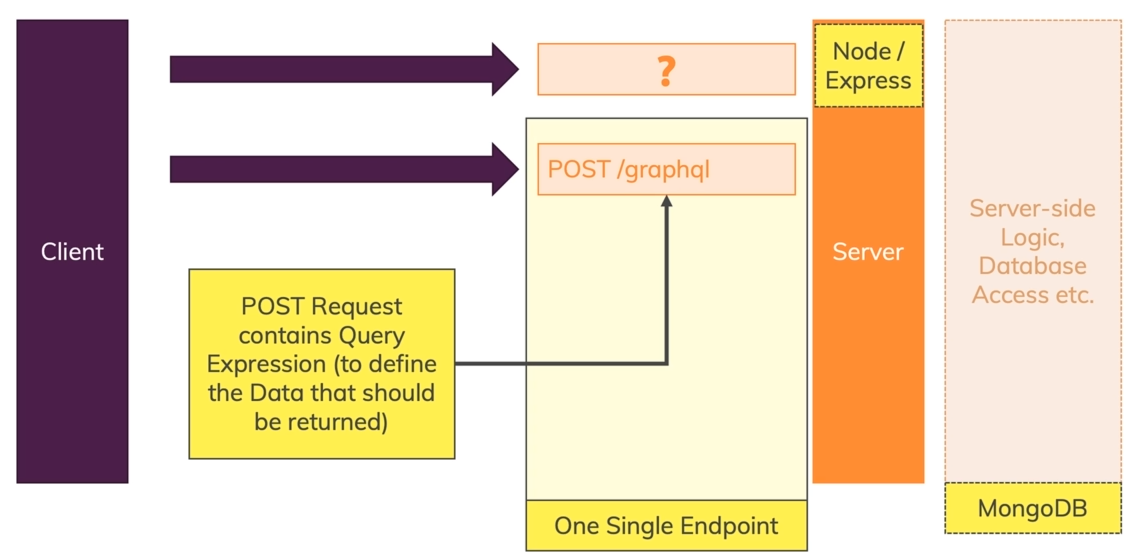 Client
?
POST /graphql
POST Request
contains Query
Expression (to define
the Data that should
be returned)
One Single Endpoint
Node /
Express
Server
Server-side
Logic,
Database
Access etc.
MongoDB